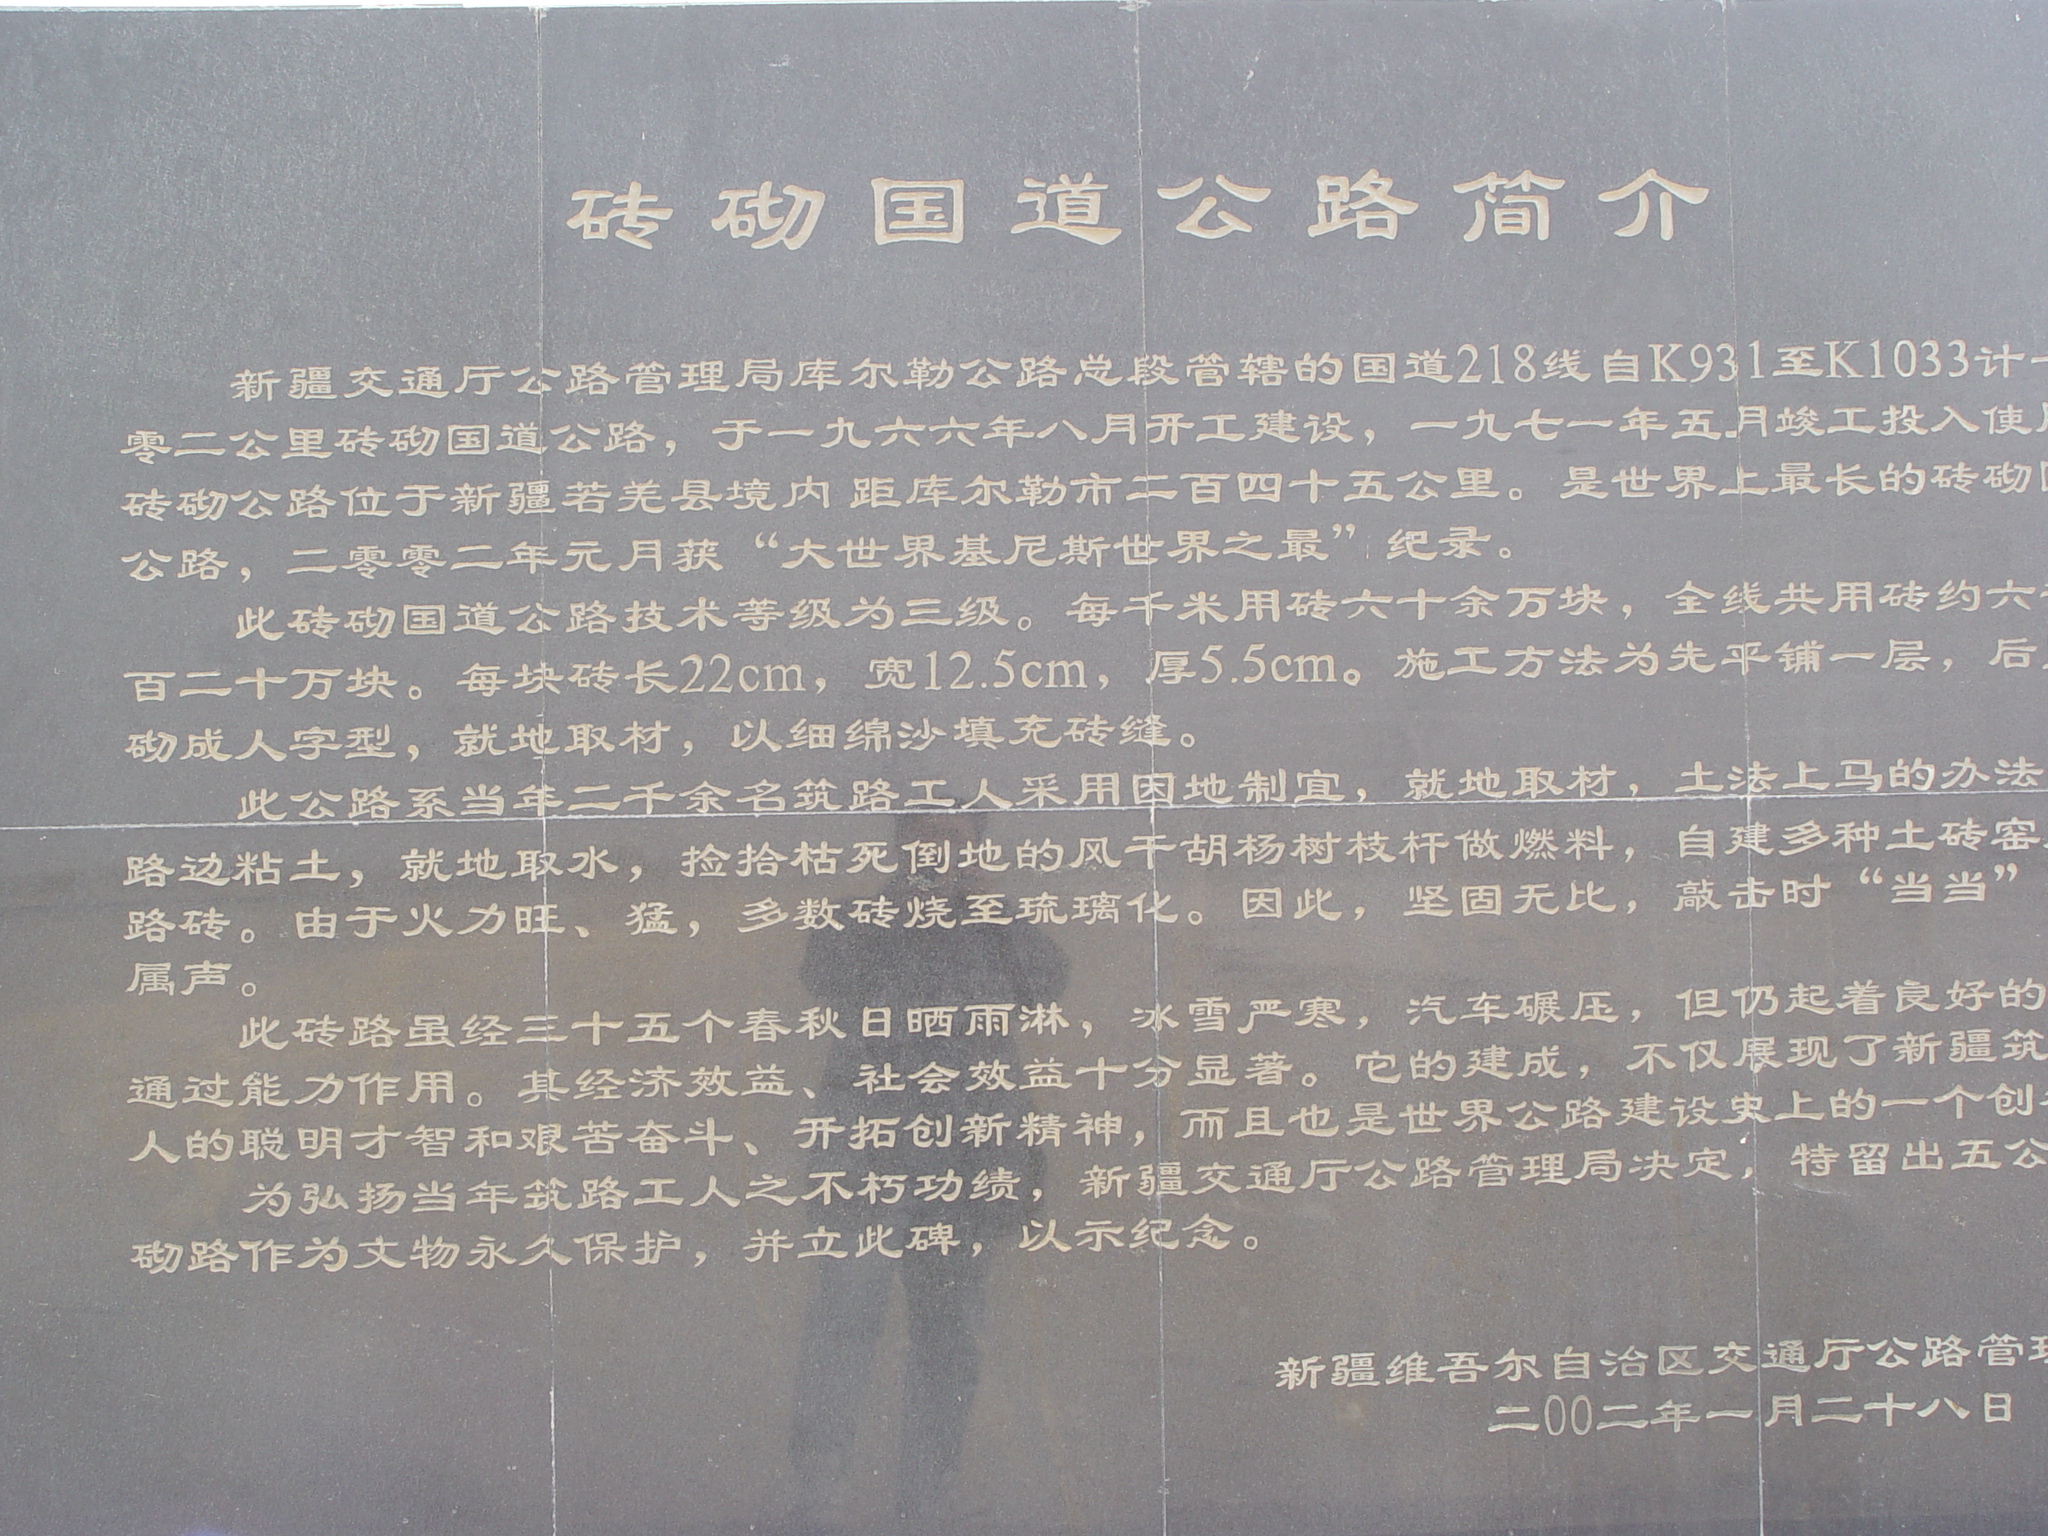 砖砌国道公路简介
新疆交通厅公路管理局库尔勒公路总段管辖的国道218线自K931至K1033计一
零二公里砖砌国道公路，于一九六六年八月开工建设，一九七一年五月竣工投入使
砖砌公路位于新疆若羌县境内 距库尔勒市二百四十五公里。是世界上最长的砖砌
公路，二零零二年元月获“大世界基尼斯世界之最”纪录。
此砖砌国道公路技术等级为三级。每千米用砖六十余万块，全线共用砖约六
百二十万块。每块砖长22cm，宽12.5cm，厚5.5cm。施工方法为先平铺一层，后
砌成人字型，就地取材，以细绵沙填充砖缝。
此公路系当年二千余名筑路工人采用因地制宜，就地取材，土法上马的办法
路边粘土，就地取水，捡拾枯死倒地的风干胡杨树枝杆做燃料，自建多种土砖窑
路砖。由于火力旺、猛，多数砖烧至琉璃化。因此，坚固无比，敲击时“当当”
属声。
此砖路虽经三十五个春秋日晒雨淋，冰雪严寒，汽车碾压，但仍起着良好的
通过能力作用。其经济效益、社会效益十分显著。它的建成，不仅展现了新疆筑
人的聪明才智和艰苦奋斗、开拓创新精神，而且也是世界公路建设史上的一个创
为弘扬当年筑路工人之不朽功绩，新疆交通厅公路管理局决定，特留出五公
砌路作为文物永久保护，并立此碑，以示纪念。
新疆维吾尔自治区交通厅公路管理
二00二年一月二十八日